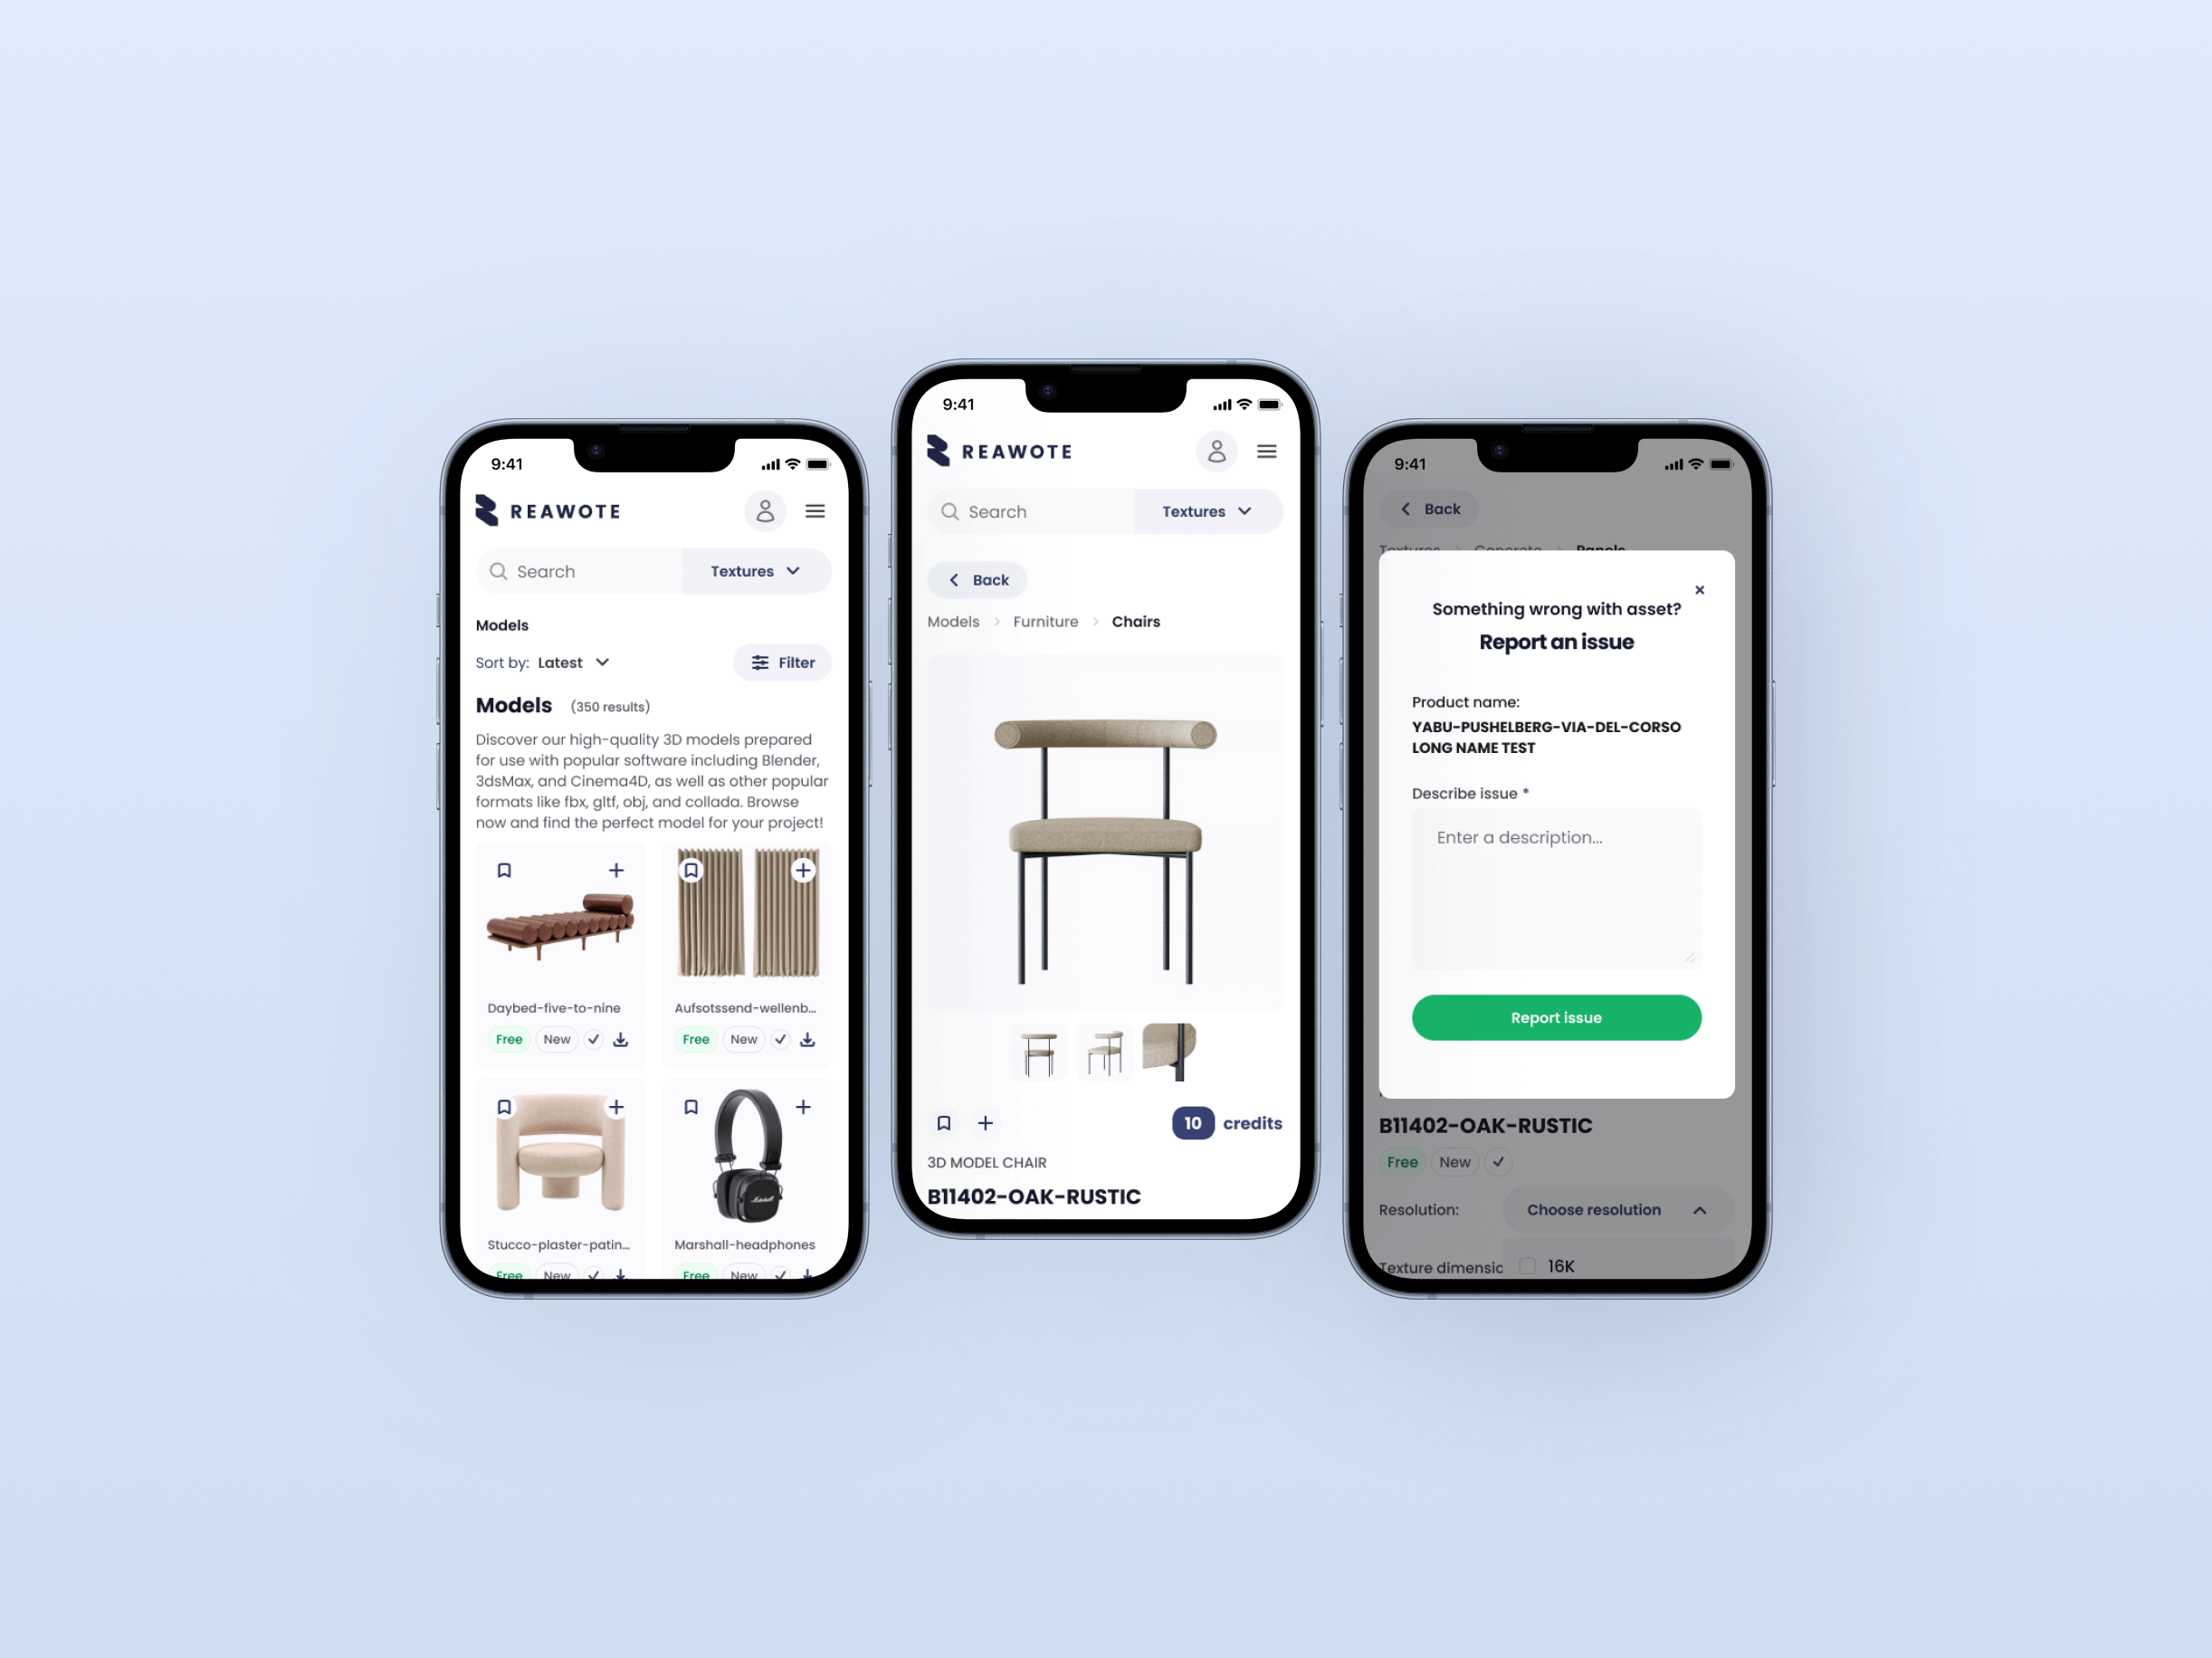 9:41
REAWOTE
Search
Textures
Models
Sort by: Latest
Filter
Models (350 results)
Discover our high-quality 3D models prepared
for use with popular software including Blender,
3dsMax, and Cinema4D, as well as other popular
formats like fbx, gltf, obj, and collada. Browse
now and find the perfect model for your project!
Daybed-five-to-nine
Free New
Aufsotssend-wellenb...
Free New
Marshall
Stucco-plaster-patin...
Free New
Marshall-headphones
Free New
9:41
REAWOTE
Search
Textures
Back
Models > Furniture > Chairs
10 credits
3D MODEL CHAIR
B11402-OAK-RUSTIC
9:41
Back
Textures > Concrete > Panels
Something wrong with asset?
Report an issue
Product name:
YABU-PUSHELBERG-VIA-DEL-CORSO
LONG NAME TEST
Describe issue *
Enter a description...
Report issue
B11402-OAK-RUSTIC
Free New
Resolution:
Choose resolution
Texture dimensic
16K